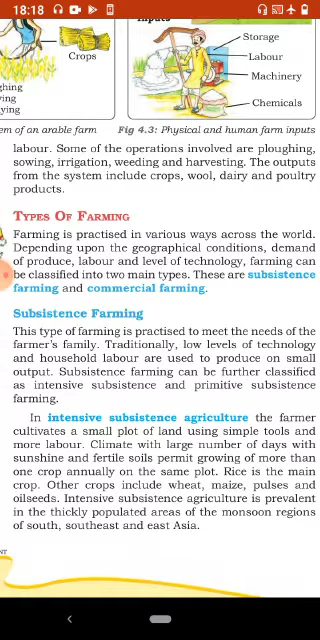 18:18
Inputs
Storage
Labour
Machinery
Chemicals
Crops
ghing
ving
ying
em of an arable farm
Fig 4.3: Physical and human farm inputs
labour. Some of the operations involved are ploughing,
sowing, irrigation, weeding and harvesting. The outputs
from the system include crops, wool, dairy and poultry
products.
TYPES OF FARMING
Farming is practised in various ways across the world.
Depending upon the geographical conditions, demand
of produce, labour and level of technology, farming can
be classified into two main types. These are subsistence
farming and commercial farming.
Subsistence Farming
This type of farming is practised to meet the needs of the
farmer's family. Traditionally, low levels of technology
and household labour are used to produce on small
output. Subsistence farming can be further classified
as intensive subsistence and primitive subsistence
farming.
In intensive subsistence agriculture the farmer
cultivates a small plot of land using simple tools and
more labour. Climate with large number of days with
sunshine and fertile soils permit growing of more than
one crop annually on the same plot. Rice is the main
crop. Other crops include wheat, maize, pulses and
oilseeds. Intensive subsistence agriculture is prevalent
in the thickly populated areas of the monsoon regions
of south, southeast and east Asia.
NT